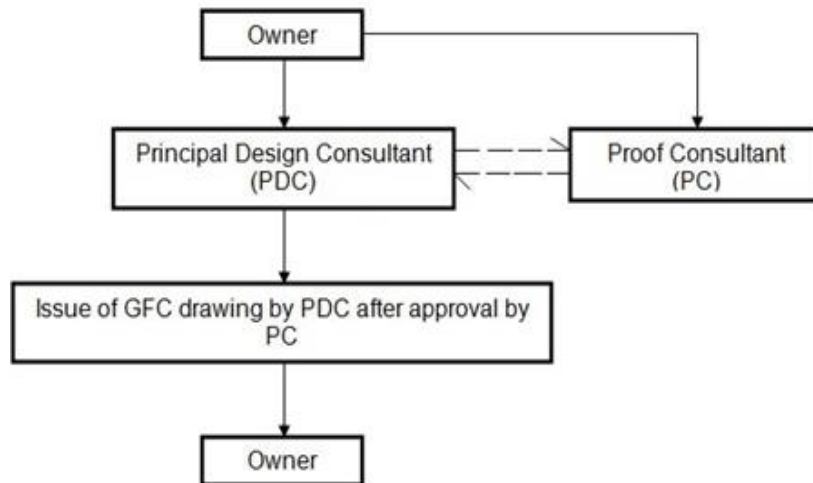 Owner
Principal Design Consultant
(PDC)
Proof Consultant
(PC)
Issue of GFC drawing by PDC after approval by
PC
Owner